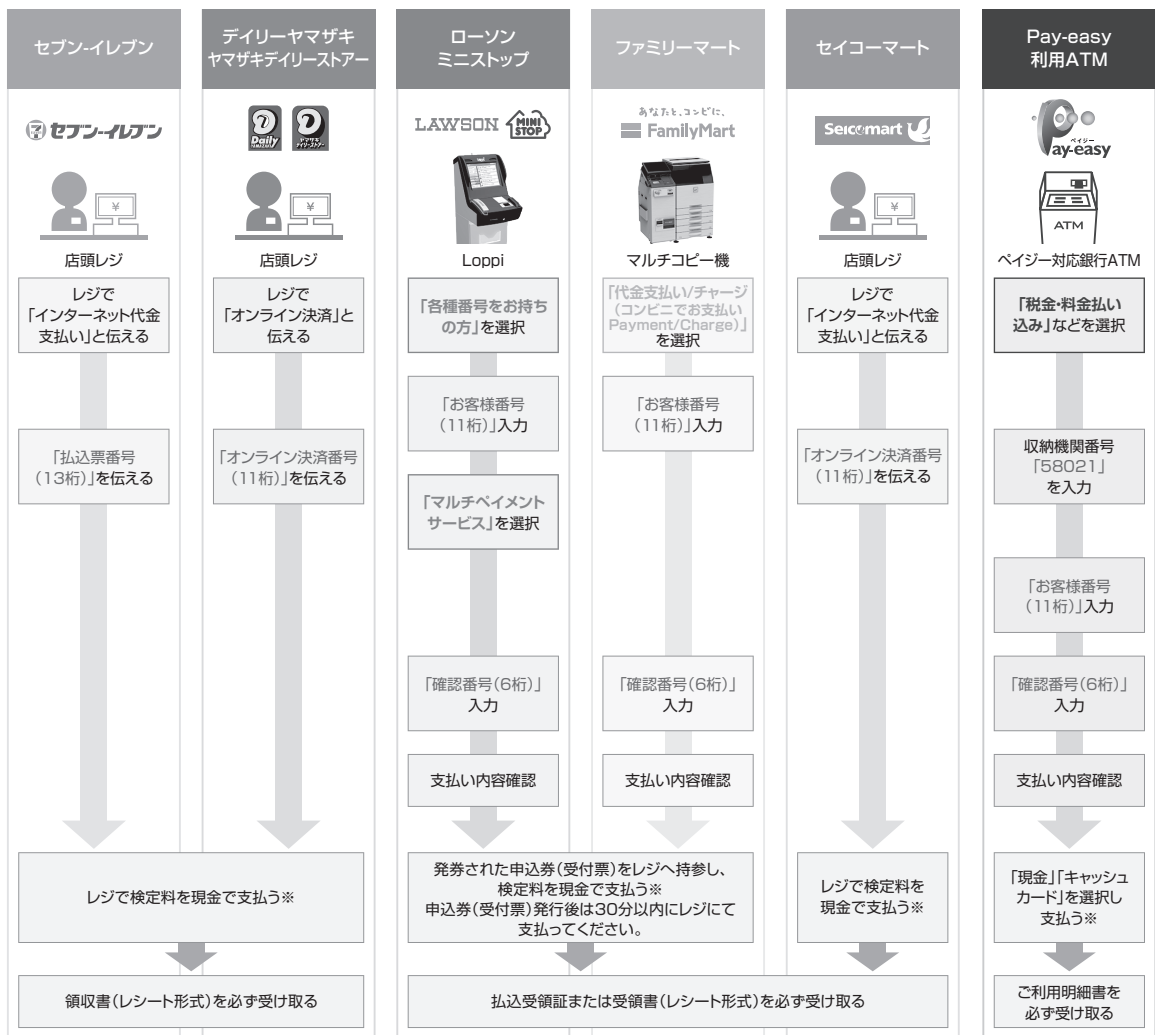 セブン-イレブン
デイリーヤマザキ
ヤマザキデイリーストアー
ローソン
ミニストップ
ファミリーマート
セイコーマート
Pay-easy
利用ATM
セブン-イレブン
Daily
YAMAZAKI
ヤマザキ
デイリーストアー
LAWSON
MINI
STOP
あなたと、コンビに、
FamilyMart
Seicomart
ペイジー
Pay-easy
¥
¥
¥
ATM
店頭レジ
店頭レジ
Loppi
マルチコピー機
店頭レジ
ペイジー対応銀行ATM
レジで
「インターネット代金
支払い」と伝える
レジで
「オンライン決済」と
伝える
「各種番号をお持ち
の方」を選択
「代金支払い/チャージ
(コンビニでお支払い
Payment/Charge)」
を選択
レジで
「インターネット代金
支払い」と伝える
「税金・料金払い
込み」などを選択
「お客様番号
(11桁)」入力
「お客様番号
(11桁)」入力
「払込票番号
(13桁)」を伝える
「オンライン決済番号
(11桁)」を伝える
「オンライン決済番号
(11桁)」を伝える
収納機関番号
「58021」
を入力
「マルチペイメント
サービス」を選択
「お客様番号
(11桁)」入力
「確認番号(6桁)」
入力
「確認番号(6桁)」
入力
「確認番号(6桁)」
入力
支払い内容確認
支払い内容確認
支払い内容確認
レジで検定料を現金で支払う※
発券された申込券(受付票)をレジへ持参し、
検定料を現金で支払う※
申込券(受付票)発行後は30分以内にレジにて
支払ってください。
レジで検定料を
現金で支払う※
「現金」「キャッシュ
カード」を選択し
支払う※
領収書(レシート形式)を必ず受け取る
払込受領証または受領書(レシート形式)を必ず受け取る
ご利用明細書を
必ず受け取る